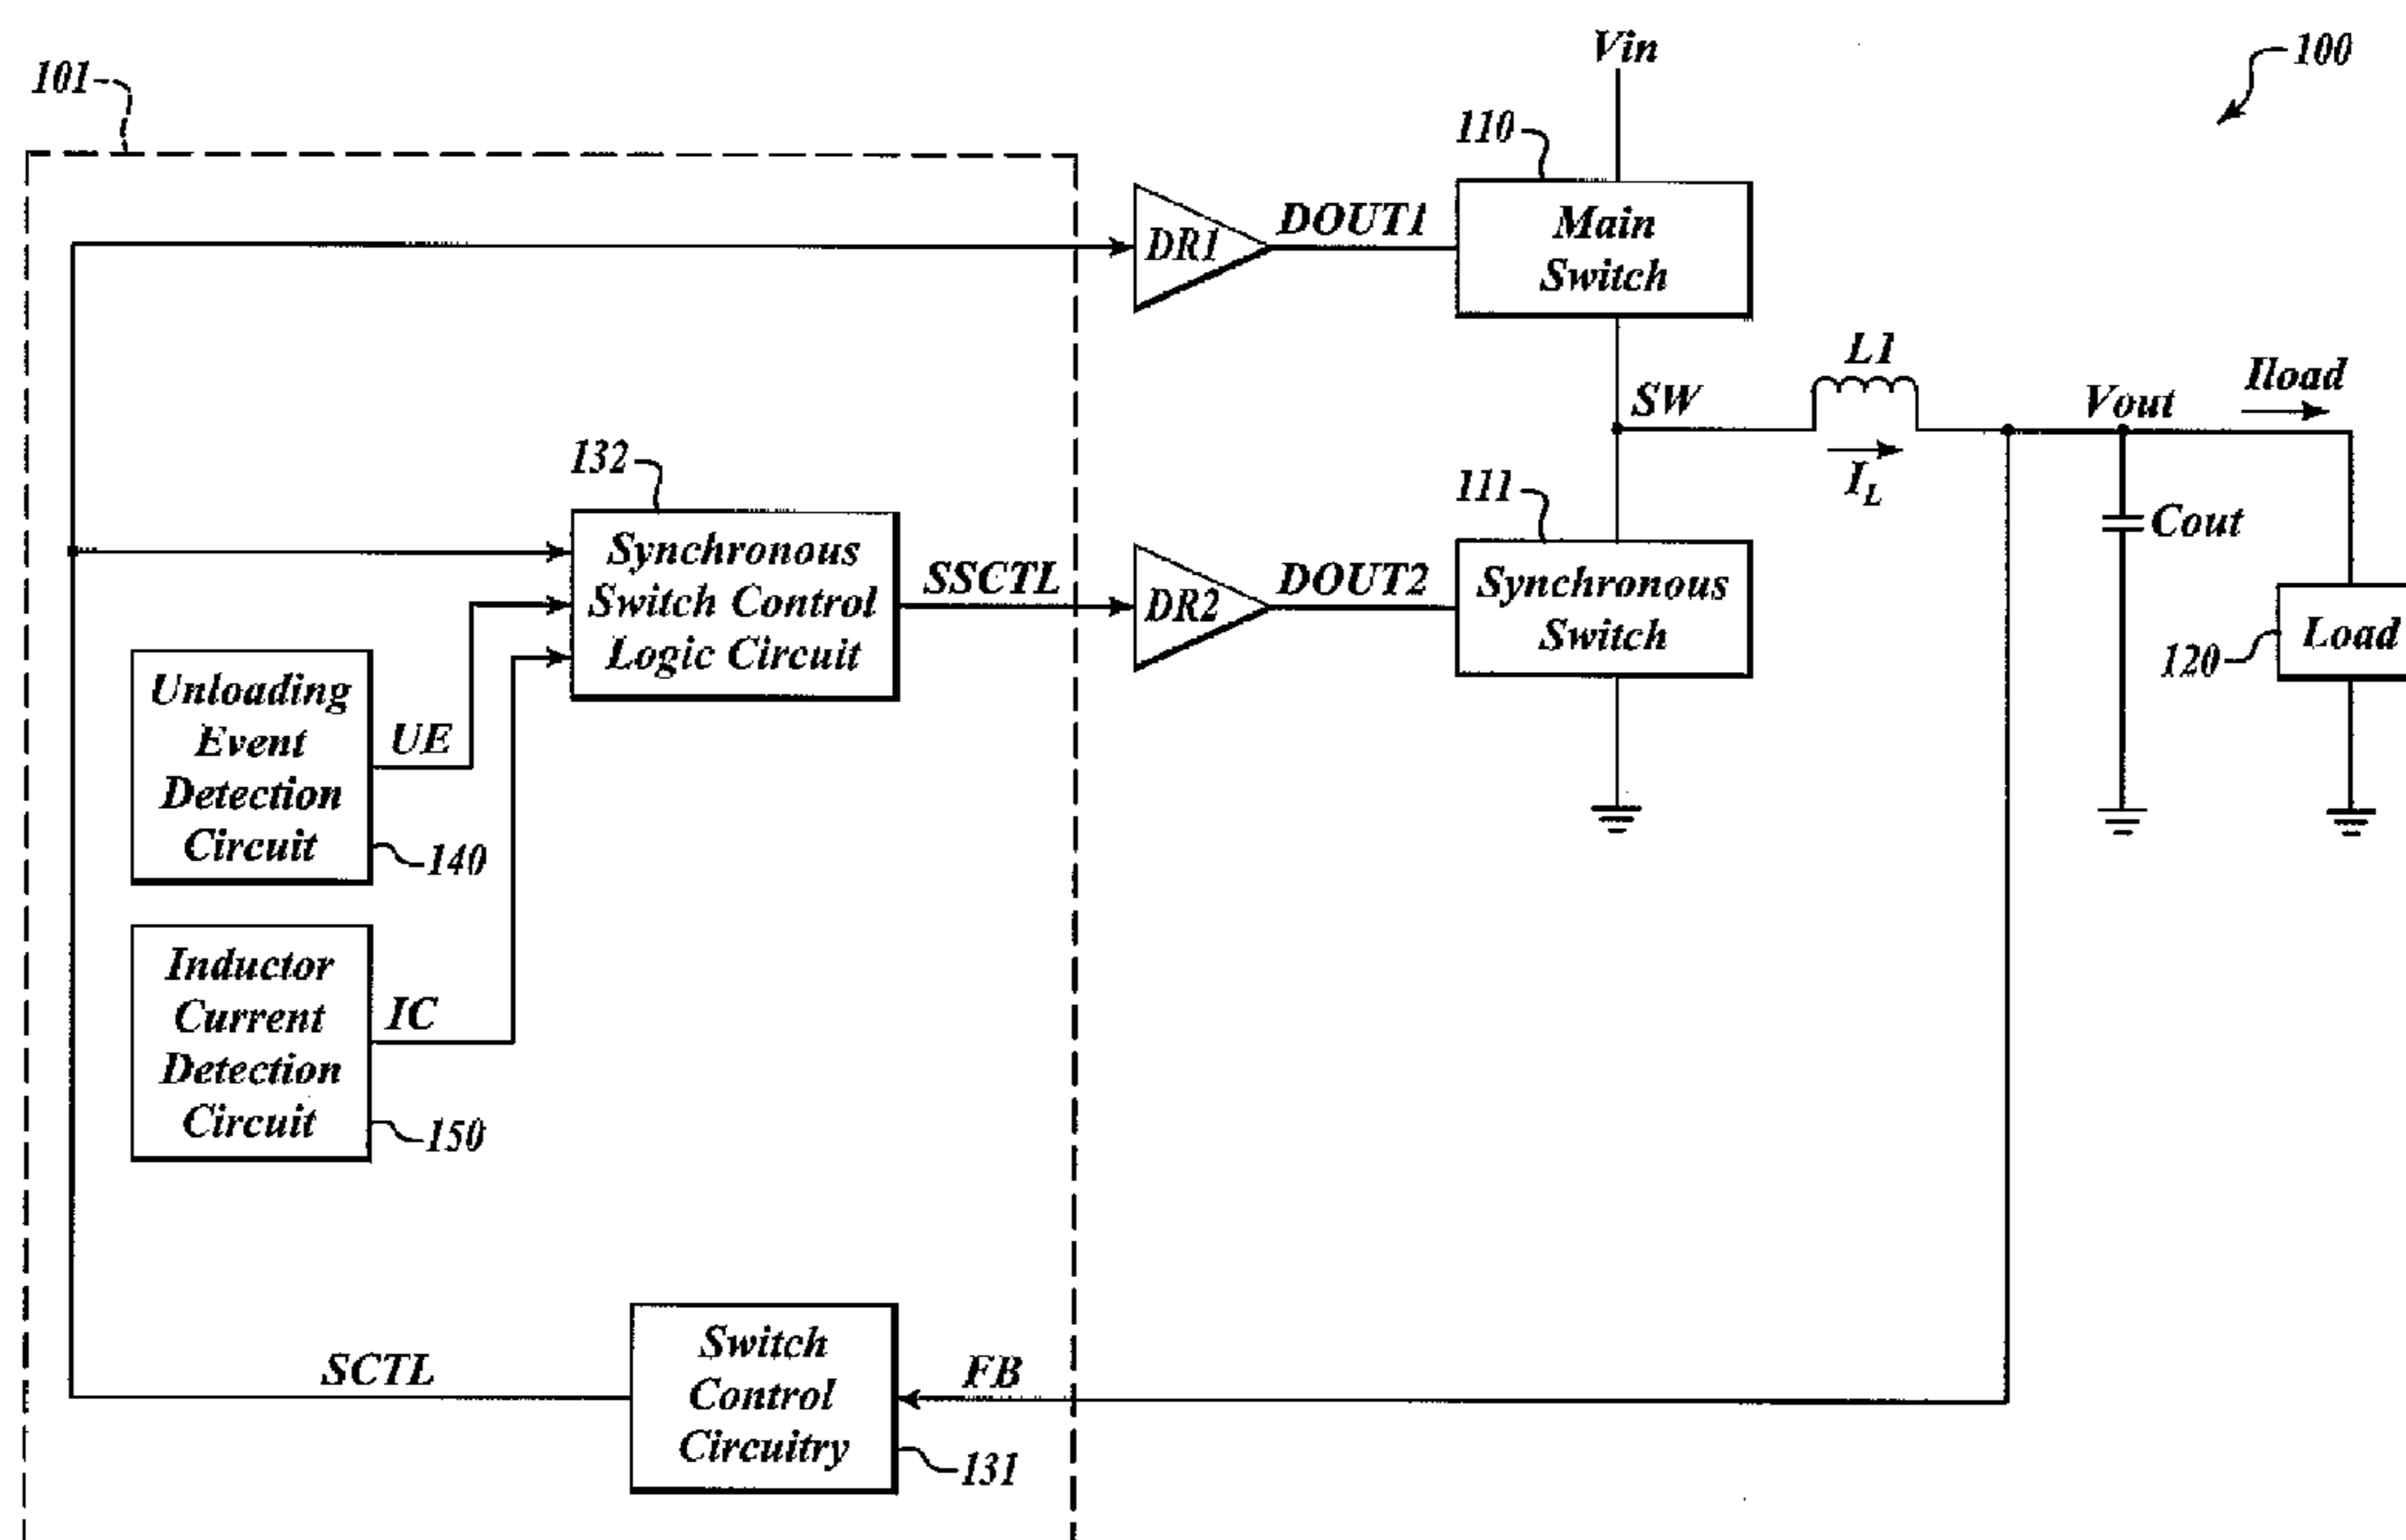 Vin
100
101
110
DR1
DOUT1
Main
Switch
L1
Iload
SW
Vout
I_L
132
111
Cout
Synchronous
Switch Control
Logic Circuit
SSCTL
DR2
DOUT2
Synchronous
Switch
120
Load
Unloading
Event
Detection
Circuit
UE
140
Inductor
Current
Detection
Circuit
IC
150
SCTL
Switch
Control
Circuitry
FB
131